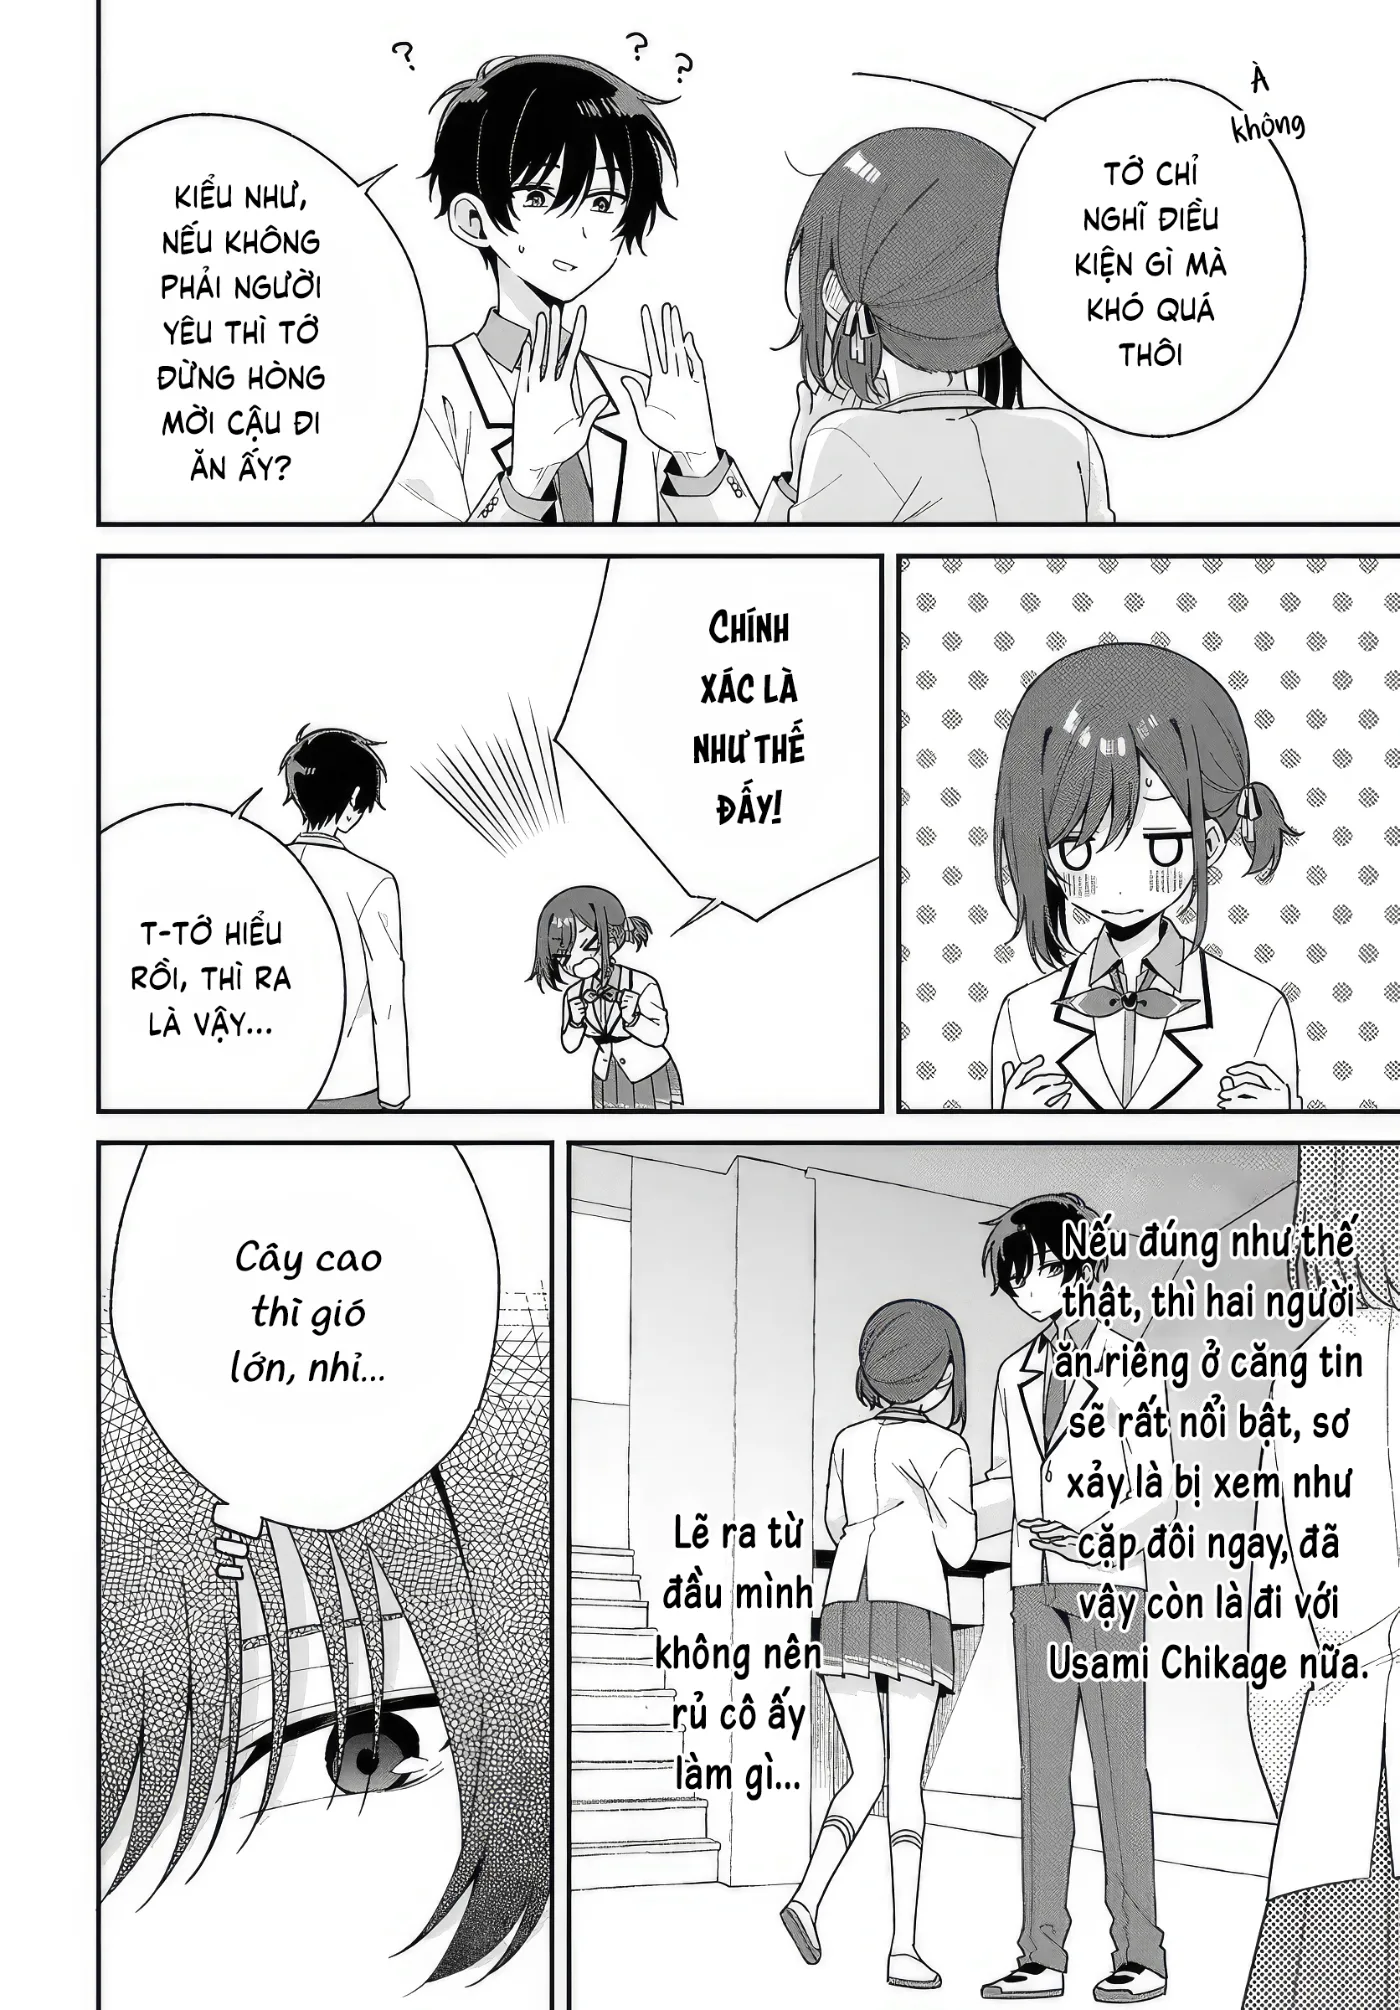 À
không
TỚ CHỈ
NGHĨ ĐIỀU
KIỆN GÌ MÀ
KHÓ QUÁ
THÔI
?
?
?
KIỂU NHƯ,
NẾU KHÔNG
PHẢI NGƯỜI
YÊU THÌ TỚ
ĐỪNG HÒNG
MỜI CẬU ĐI
ĂN ẤY?
CHÍNH
XÁC LÀ
NHƯ THẾ
ĐẤY!
T-TỚ HIỂU
RỒI, THÌ RA
LÀ VẬY...
Nếu đúng như thế
thật, thì hai người
ăn riêng ở căng tin
sẽ rất nổi bật, sơ
xảy là bị xem như
cặp đôi ngay, đã
vậy còn là đi với
Usami Chikage nữa.
Lẽ ra từ
đầu mình
không nên
rủ cô ấy
làm gì...
Cây cao
thì gió
lớn, nhỉ...